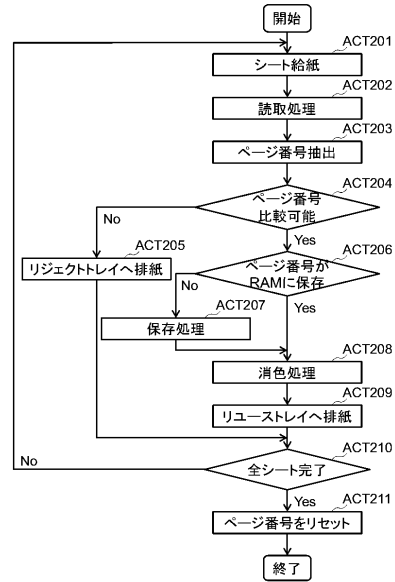 開始
ACT201
シート給紙
ACT202
読取処理
ACT203
ページ番号抽出
ACT204
ページ番号
比較可能
No
Yes
ACT205
リジェクトトレイへ排紙
ACT206
ページ番号が
RAMに保存
No
Yes
ACT207
保存処理
ACT208
消色処理
ACT209
リユーストレイへ排紙
ACT210
全シート完了
No
Yes
ACT211
ページ番号をリセット
終了